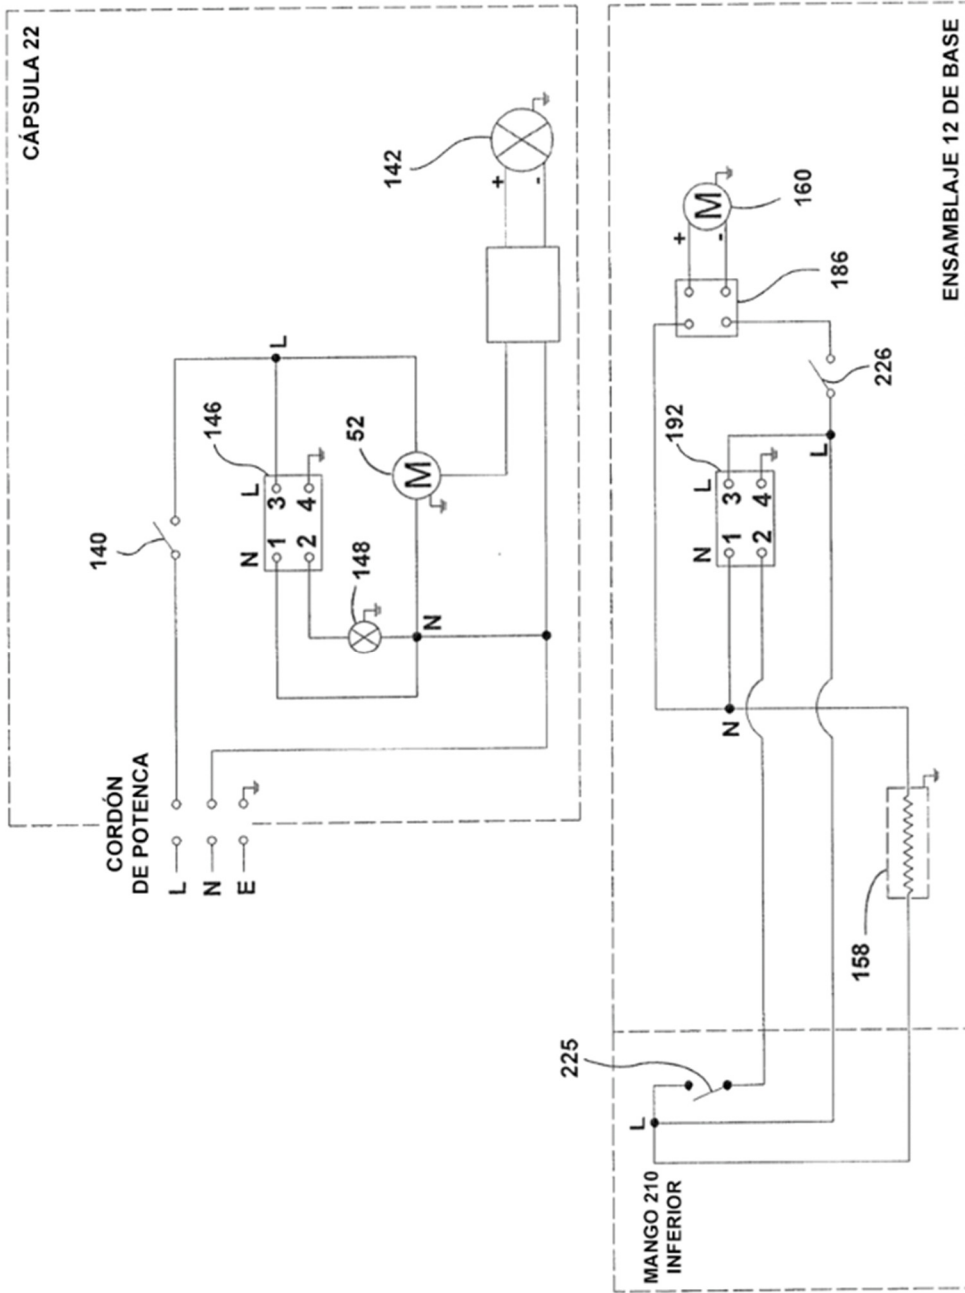 CÁPSULA 22
142
+
-
L
146
52
140
L
3
4
M
N
1
2
148
N
CORDÓN
DE POTENCA
L
N
E
ENSAMBLAJE 12 DE BASE
160
M
+
-
186
226
192
L
3
4
L
N
1
2
N
158
225
L
MANGO 210
INFERIOR